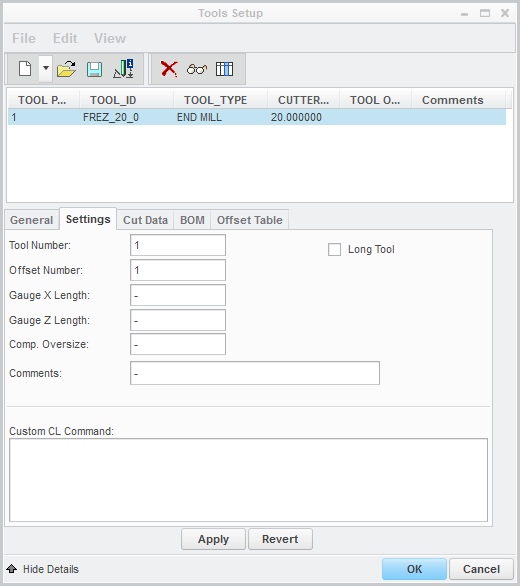 Tools Setup
File Edit View
TOOL P... TOOL_ID TOOL_TYPE CUTTER... TOOL O... Comments
1 FREZ_20_0 END MILL 20.000000
General Settings Cut Data BOM Offset Table
Tool Number: 1 Long Tool
Offset Number: 1
Gauge X Length: -
Gauge Z Length: -
Comp. Oversize: -
Comments: -
Custom CL Command:
Apply Revert
Hide Details OK Cancel